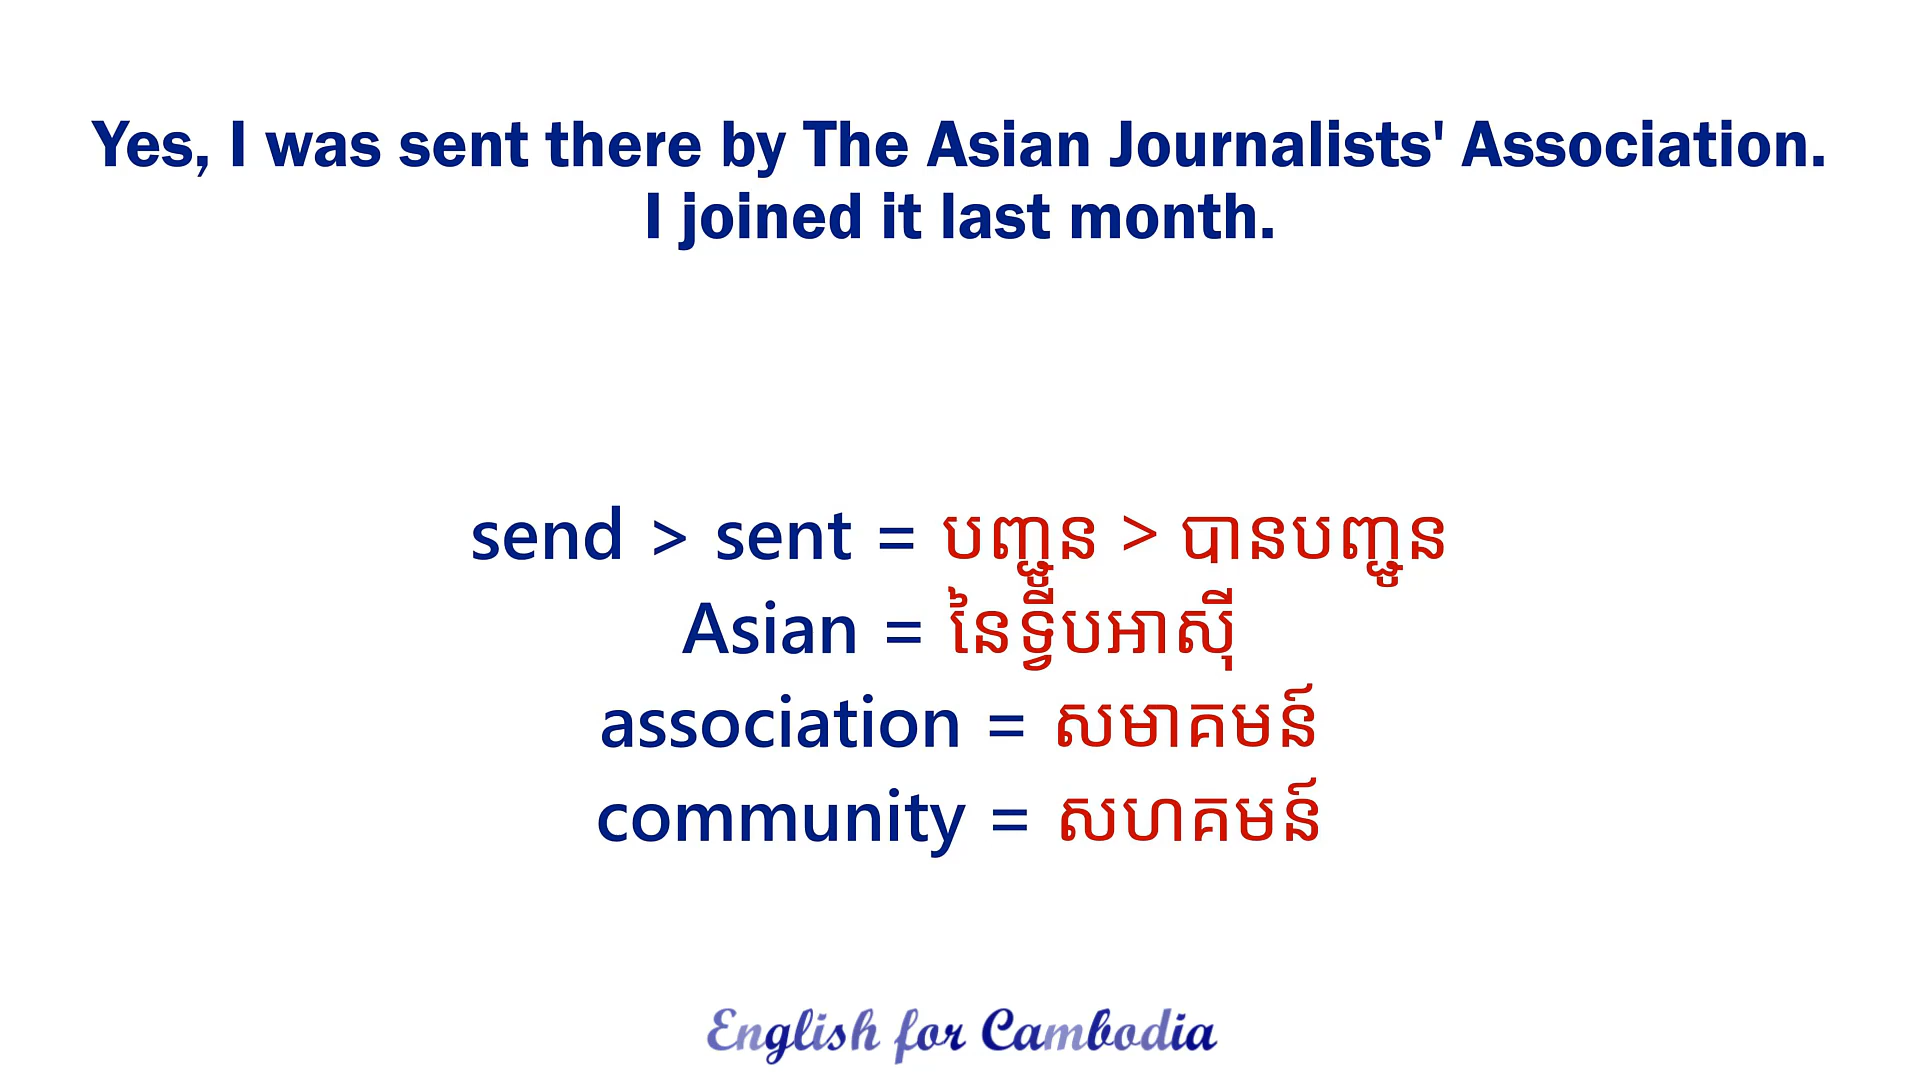 Yes, I was sent there by The Asian Journalists' Association.
I joined it last month.
send > sent = បញ្ជូន > បានបញ្ជូន
Asian = នៃទ្វីបអាស៊ី
association = សមាគមន៍
community = សហគមន៍
English for Cambodia